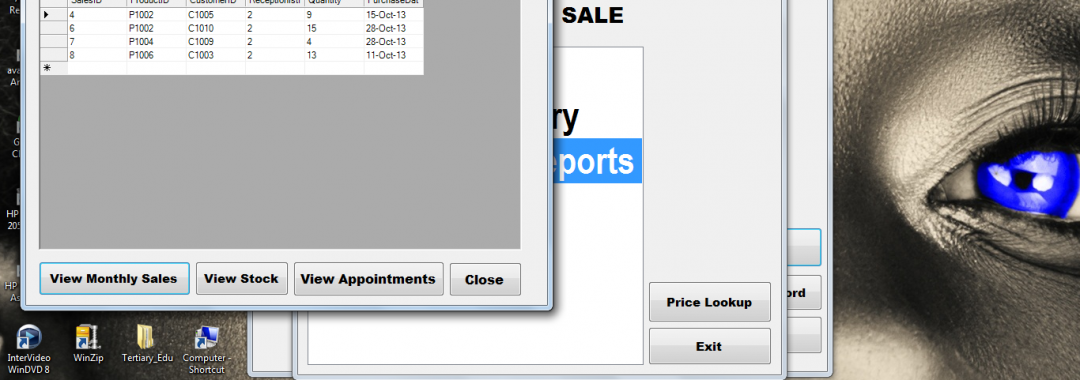 SalesID ProductID CustomerID Quantity
4 P1002 C1005 2 9 15-Oct-13
6 P1002 C1010 2 15 28-Oct-13
7 P1004 C1009 2 4 28-Oct-13
8 P1006 C1003 2 13 11-Oct-13
View Monthly Sales View Stock View Appointments Close
SALE
ry
eports
Price Lookup
Exit
ord
Re
ava
Ar
G
Cl
HP
205
HP
As
InterVideo
WinDVD 8
WinZip
Tertiary_Edu
Computer -
Shortcut